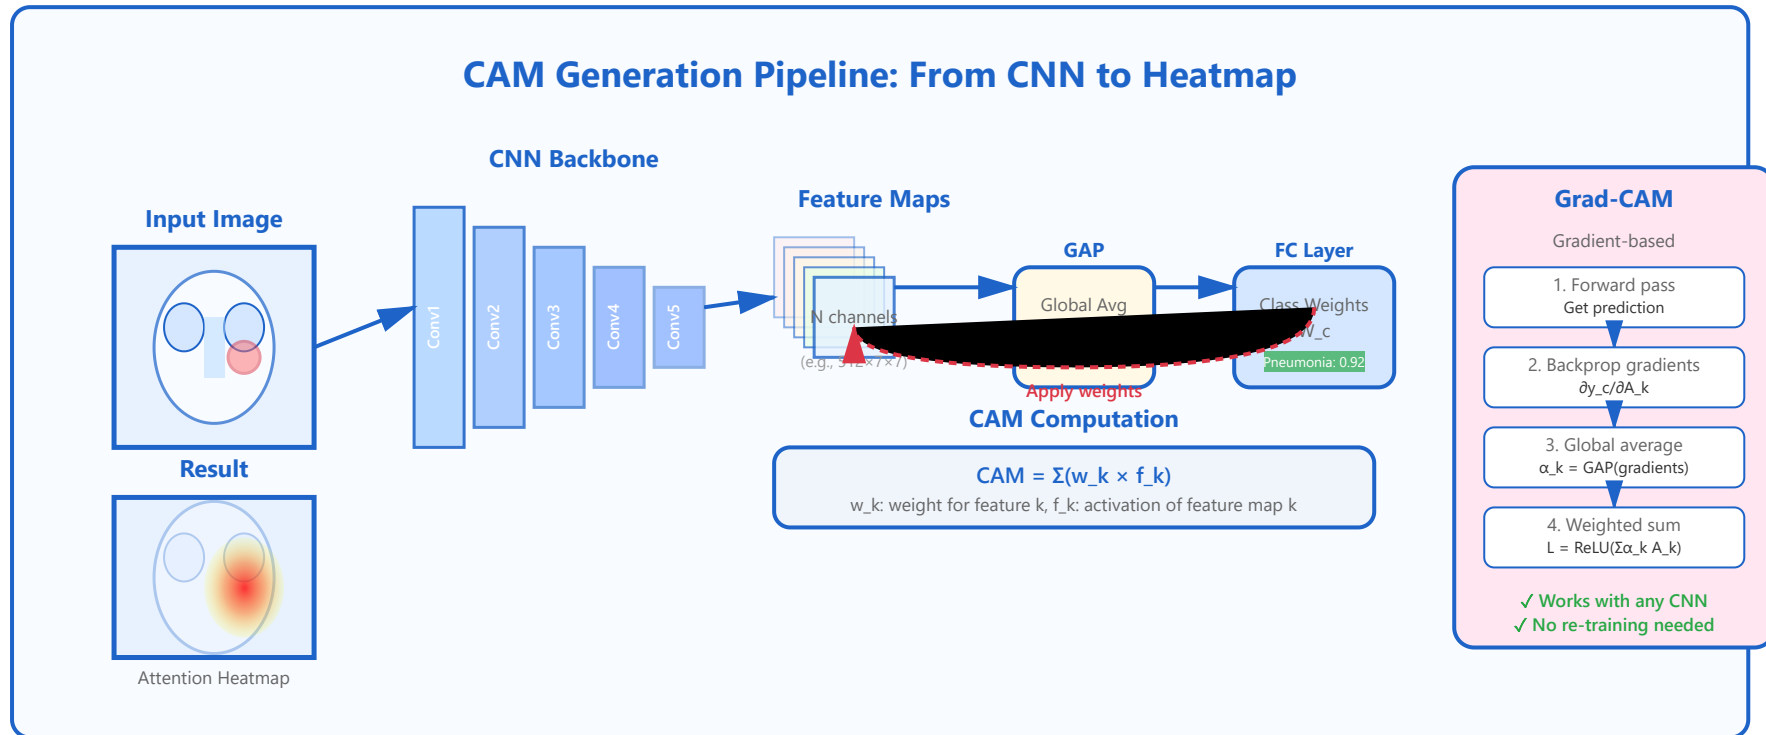 CAM Generation Pipeline: From CNN to Heatmap
CNN Backbone
Input Image
Conv1
Conv2
Conv3
Conv4
Conv5
Feature Maps
N channels
(e.g., 512×7×7)
GAP
Global Avg
FC Layer
Class Weights
W_c
Pneumonia: 0.92
Apply weights
CAM Computation
CAM = Σ(w_k × f_k)
w_k: weight for feature k, f_k: activation of feature map k
Result
Attention Heatmap
Grad-CAM
Gradient-based
1. Forward pass
Get prediction
2. Backprop gradients
∂y_c/∂A_k
3. Global average
α_k = GAP(gradients)
4. Weighted sum
L = ReLU(Σα_k A_k)
✓ Works with any CNN
✓ No re-training needed